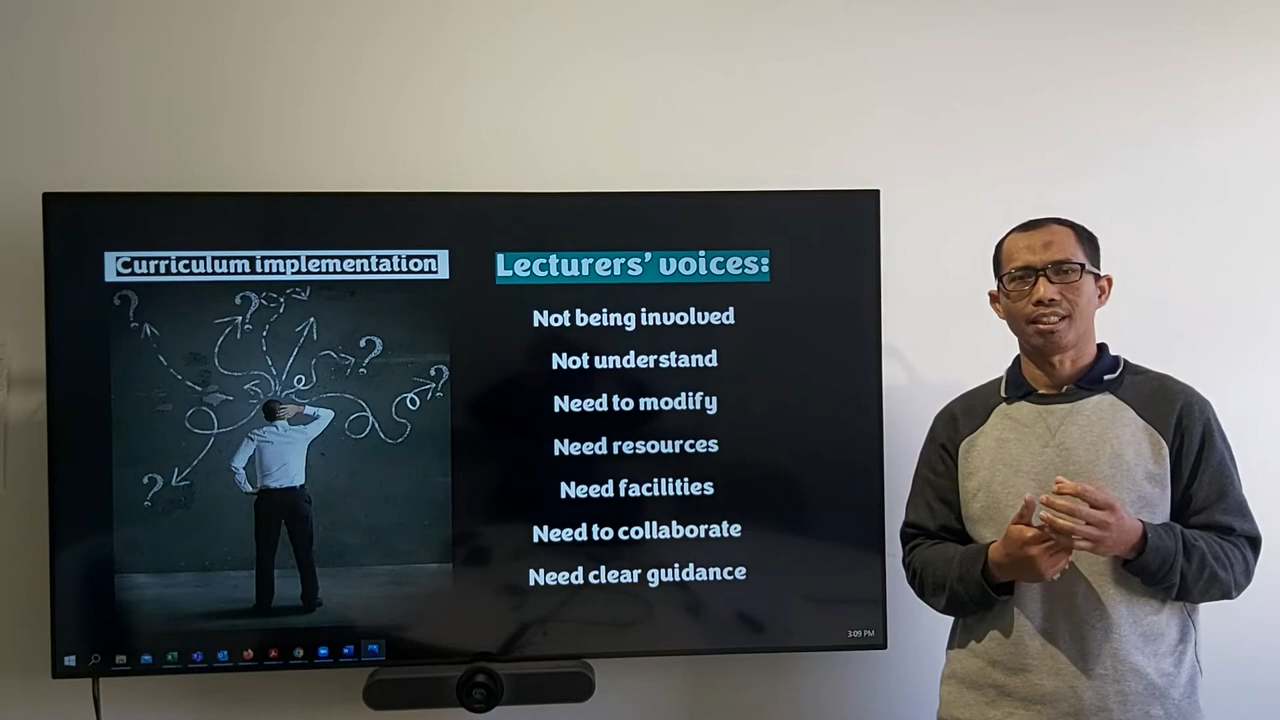 Curriculum implementation
Lecturers' voices:
Not being involved
Not understand
Need to modify
Need resources
Need facilities
Need to collaborate
Need clear guidance
3:09 PM